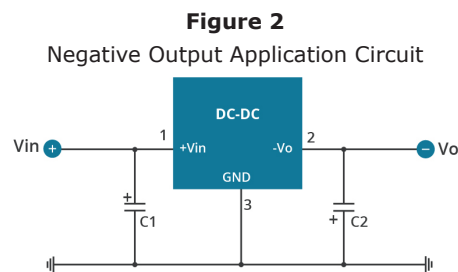 Figure 2
Negative Output Application Circuit
DC-DC
1
2
Vin +
+Vin
-Vo
− Vo
GND
3
+
C1
+
C2